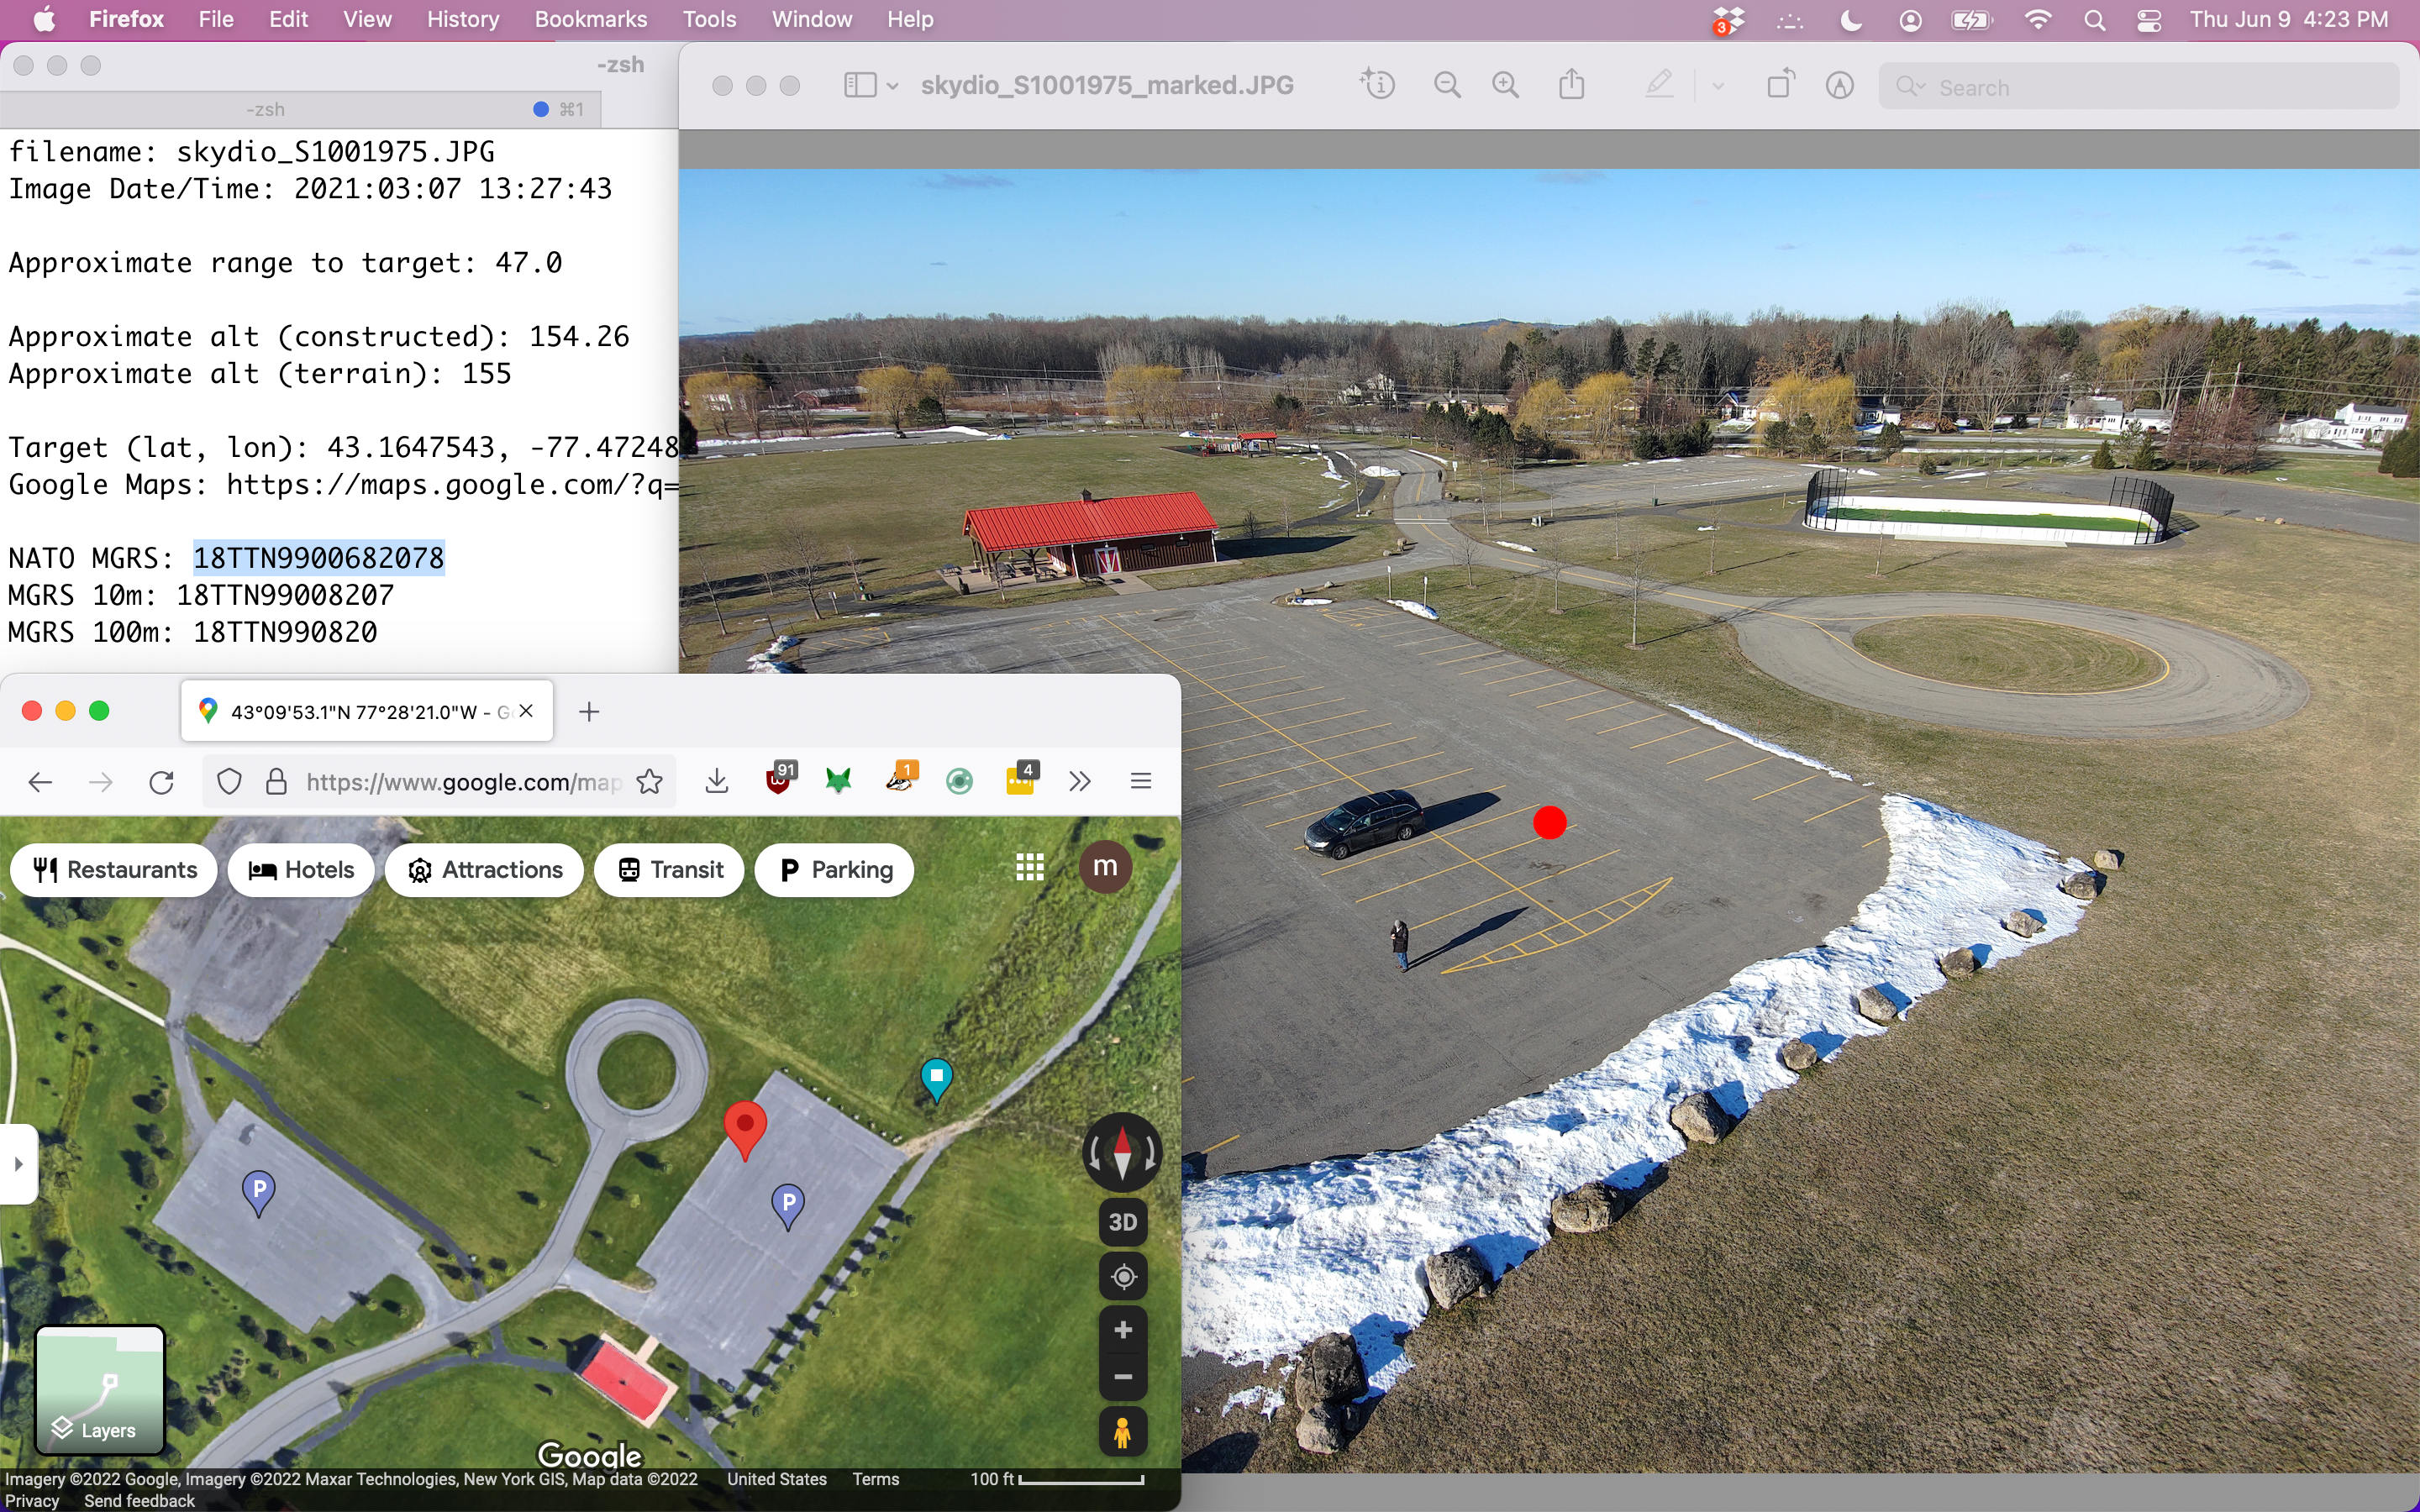 Firefox File Edit View History Bookmarks Tools Window Help 3 Thu Jun 9 4:23 PM
-zsh
-zsh ⌘1
skydio_S1001975_marked.JPG Search
filename: skydio_S1001975.JPG
Image Date/Time: 2021:03:07 13:27:43
Approximate range to target: 47.0
Approximate alt (constructed): 154.26
Approximate alt (terrain): 155
Target (lat, lon): 43.1647543, -77.47248
Google Maps: https://maps.google.com/?q=
NATO MGRS: 18TTN9900682078
MGRS 10m: 18TTN99008207
MGRS 100m: 18TTN990820
43°09'53.1"N 77°28'21.0"W - G
https://www.google.com/map 91 1 4
Restaurants Hotels Attractions Transit Parking m
P
P
3D
Layers
Google
Imagery ©2022 Google, Imagery ©2022 Maxar Technologies, New York GIS, Map data ©2022 United States Terms 100 ft
Privacy Send feedback